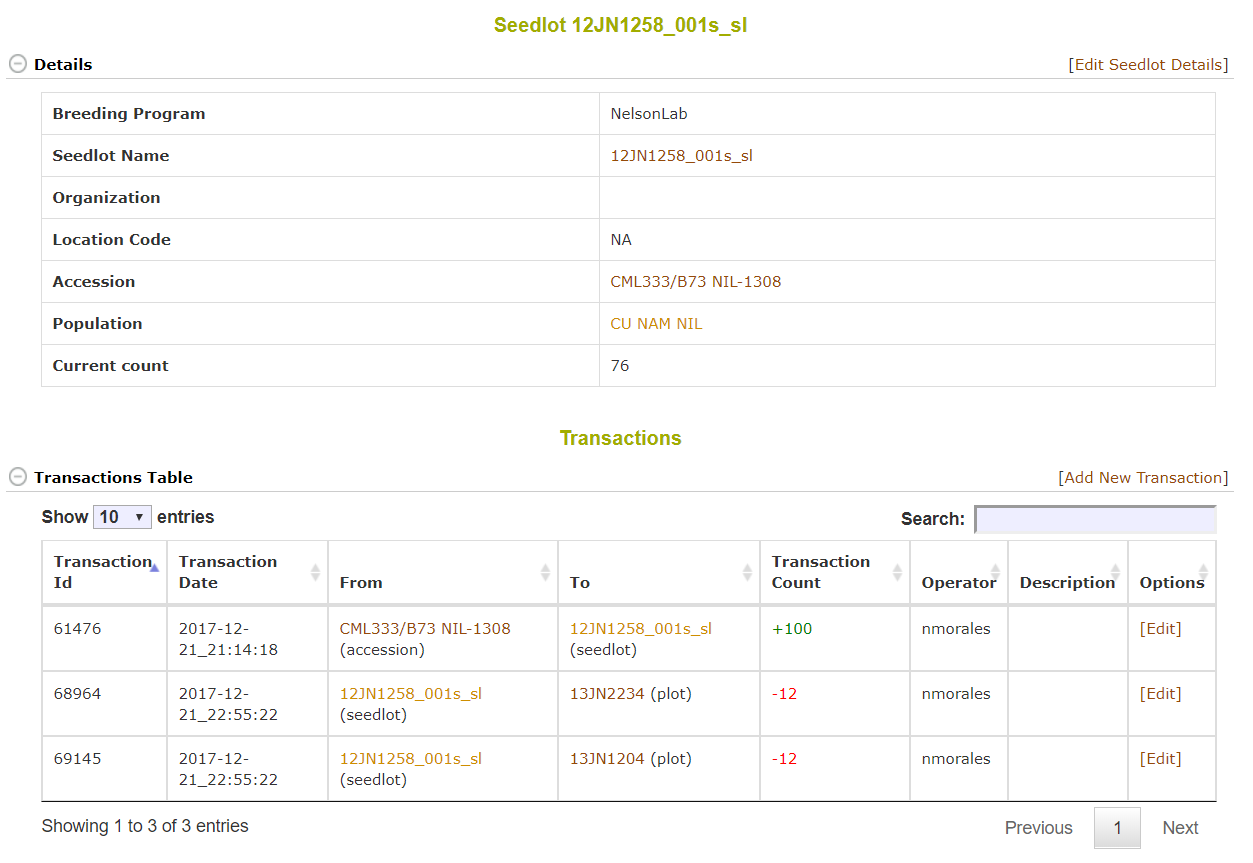 Seedlot 12JN1258_001s_sl
Details [Edit Seedlot Details]
Breeding Program NelsonLab
Seedlot Name 12JN1258_001s_sl
Organization
Location Code NA
Accession CML333/B73 NIL-1308
Population CU NAM NIL
Current count 76
Transactions
Transactions Table [Add New Transaction]
Show 10 entries Search:
Transaction Id Transaction Date From To Transaction Count Operator Description Options
61476 2017-12-21_21:14:18 CML333/B73 NIL-1308 (accession) 12JN1258_001s_sl (seedlot) +100 nmorales [Edit]
68964 2017-12-21_22:55:22 12JN1258_001s_sl (seedlot) 13JN2234 (plot) -12 nmorales [Edit]
69145 2017-12-21_22:55:22 12JN1258_001s_sl (seedlot) 13JN1204 (plot) -12 nmorales [Edit]
Showing 1 to 3 of 3 entries Previous 1 Next